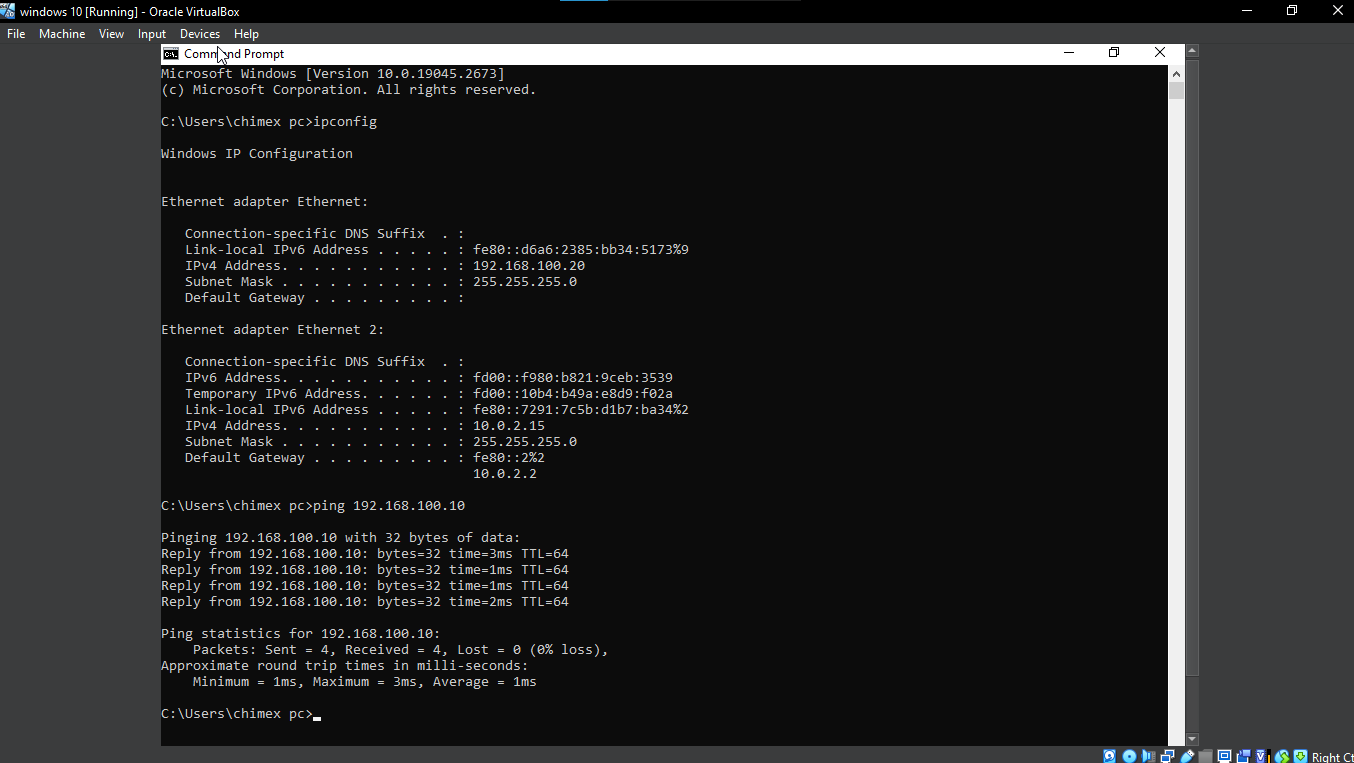 windows 10 [Running] - Oracle VirtualBox
File Machine View Input Devices Help
Command Prompt
Microsoft Windows [Version 10.0.19045.2673]
(c) Microsoft Corporation. All rights reserved.
C:\Users\chimex pc>ipconfig
Windows IP Configuration
Ethernet adapter Ethernet:
Connection-specific DNS Suffix . :
Link-local IPv6 Address . . . . . : fe80::d6a6:2385:bb34:5173%9
IPv4 Address. . . . . . . . . . . : 192.168.100.20
Subnet Mask . . . . . . . . . . . : 255.255.255.0
Default Gateway . . . . . . . . . :
Ethernet adapter Ethernet 2:
Connection-specific DNS Suffix . :
IPv6 Address. . . . . . . . . . . : fd00::f980:b821:9ceb:3539
Temporary IPv6 Address. . . . . . : fd00::10b4:b49a:e8d9:f02a
Link-local IPv6 Address . . . . . : fe80::7291:7c5b:d1b7:ba34%2
IPv4 Address. . . . . . . . . . . : 10.0.2.15
Subnet Mask . . . . . . . . . . . : 255.255.255.0
Default Gateway . . . . . . . . . : fe80::2%2
10.0.2.2
C:\Users\chimex pc>ping 192.168.100.10
Pinging 192.168.100.10 with 32 bytes of data:
Reply from 192.168.100.10: bytes=32 time=3ms TTL=64
Reply from 192.168.100.10: bytes=32 time=1ms TTL=64
Reply from 192.168.100.10: bytes=32 time=1ms TTL=64
Reply from 192.168.100.10: bytes=32 time=2ms TTL=64
Ping statistics for 192.168.100.10:
Packets: Sent = 4, Received = 4, Lost = 0 (0% loss),
Approximate round trip times in milli-seconds:
Minimum = 1ms, Maximum = 3ms, Average = 1ms
C:\Users\chimex pc>
Right Ct